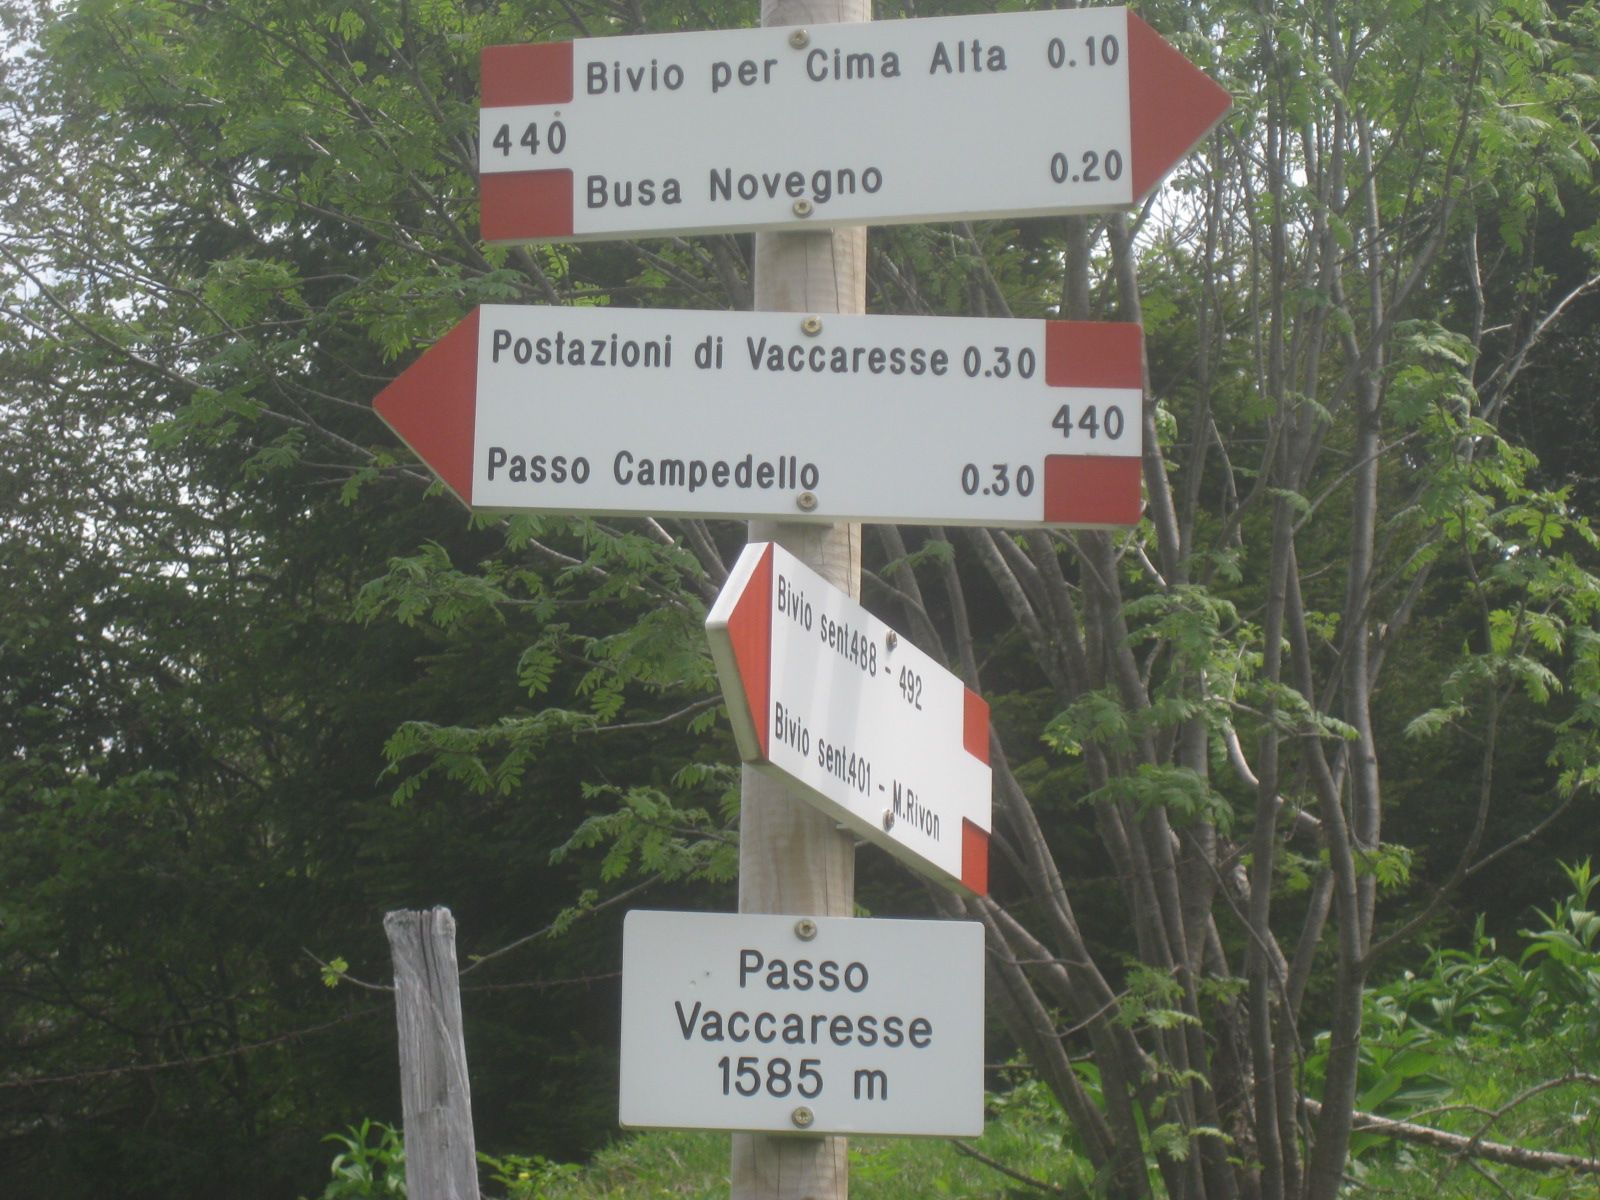 Bivio per Cima Alta 0.10
440
Busa Novegno 0.20
Postazioni di Vaccaresse 0.30
440
Passo Campedello 0.30
Bivio sent.488 - 492
Bivio sent.401 - M.Rivon
Passo
Vaccaresse
1585 m